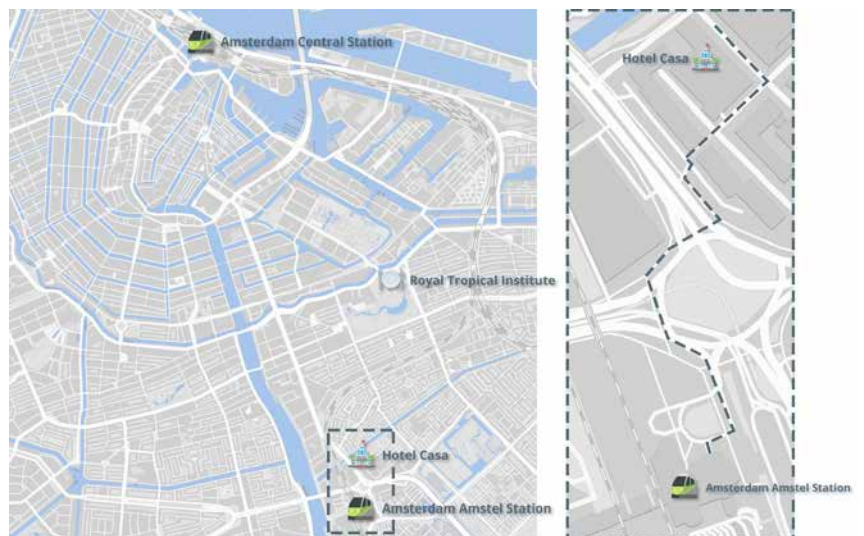 Amsterdam Central Station
Royal Tropical Institute
Hotel Casa
Amsterdam Amstel Station
Hotel Casa
Amsterdam Amstel Station